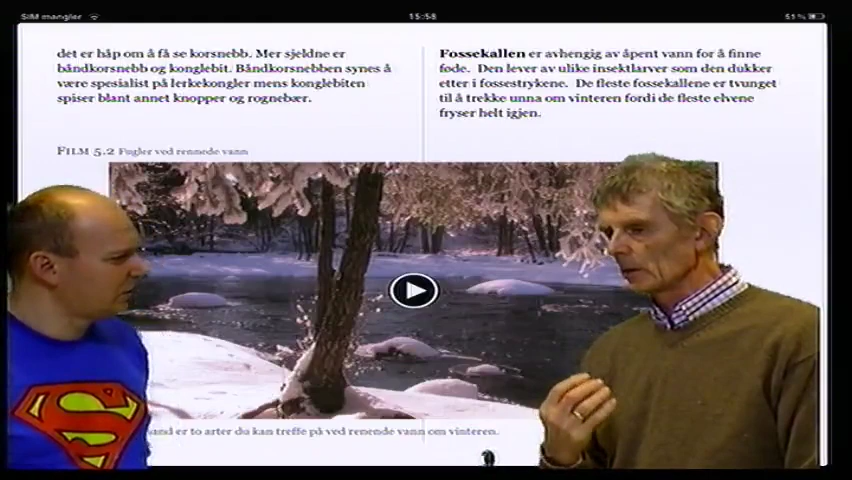 SIM mangler
15:58
51 %
det er håp om å få se korsnebb. Mer sjeldne er
båndkorsnebb og konglebit. Båndkorsnebben synes å
være spesialist på lerkekongler mens konglebiten
spiser blant annet knopper og rognebær.
Fossekallen er avhengig av åpent vann for å finne
føde. Den lever av ulike insektlarver som den dukker
etter i fossestrykene. De fleste fossekallene er tvunget
til å trekke unna om vinteren fordi de fleste elvene
fryser helt igjen.
FILM 5.2 Fugler ved rennede vann
and er to arter du kan treffe på ved renende vann om vinteren.
S